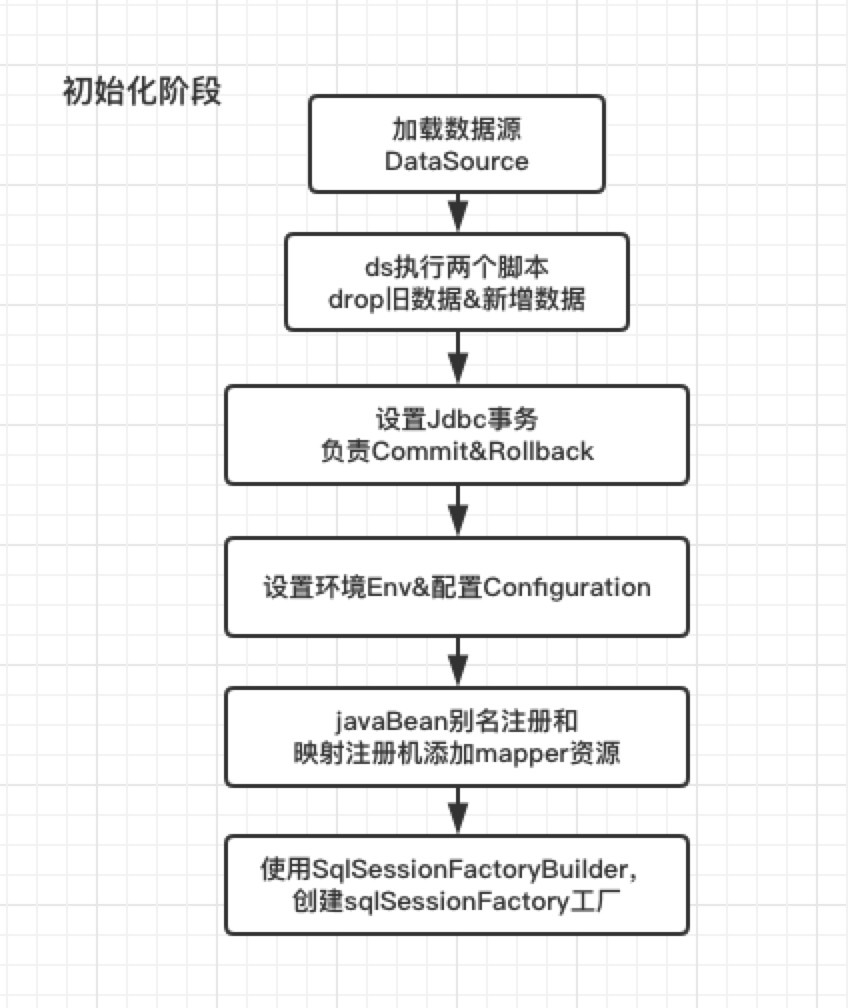 初始化阶段
加载数据源
DataSource
ds执行两个脚本
drop旧数据&新增数据
设置Jdbc事务
负责Commit&Rollback
设置环境Env&配置Configuration
javaBean别名注册和
映射注册机添加mapper资源
使用SqlSessionFactoryBuilder，
创建sqlSessionFactory工厂